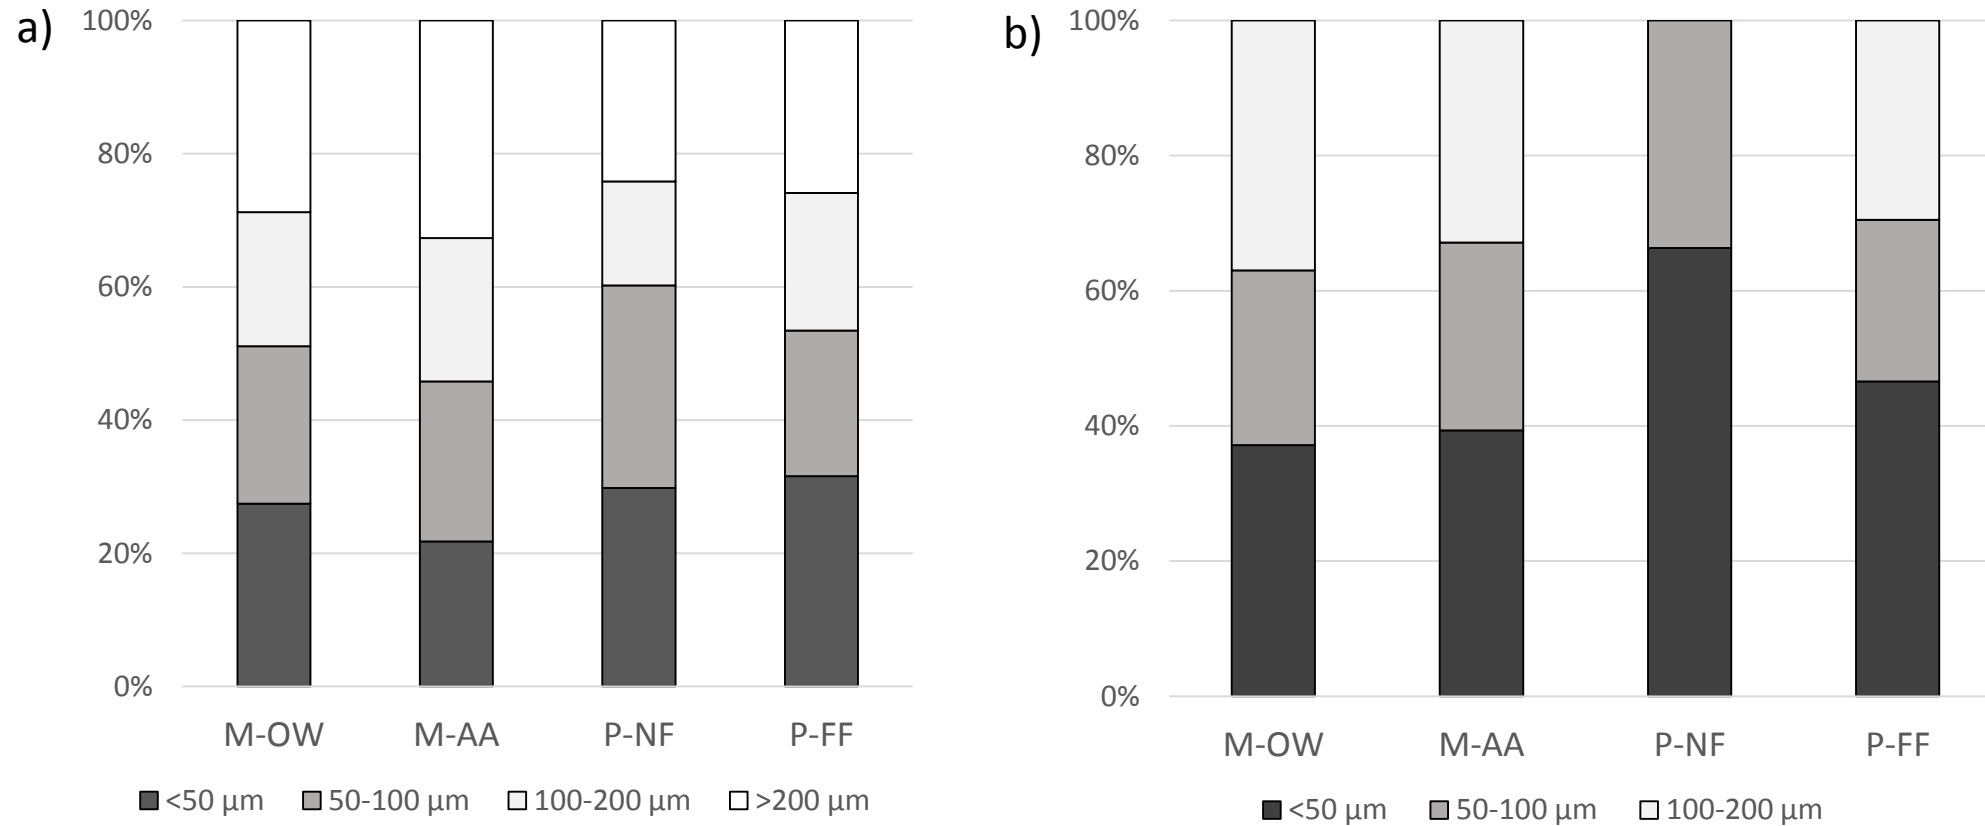 a)
100%
80%
60%
40%
20%
0%
M-OW M-AA P-NF P-FF
<50 µm 50-100 µm 100-200 µm >200 µm
b)
100%
80%
60%
40%
20%
0%
M-OW M-AA P-NF P-FF
<50 µm 50-100 µm 100-200 µm